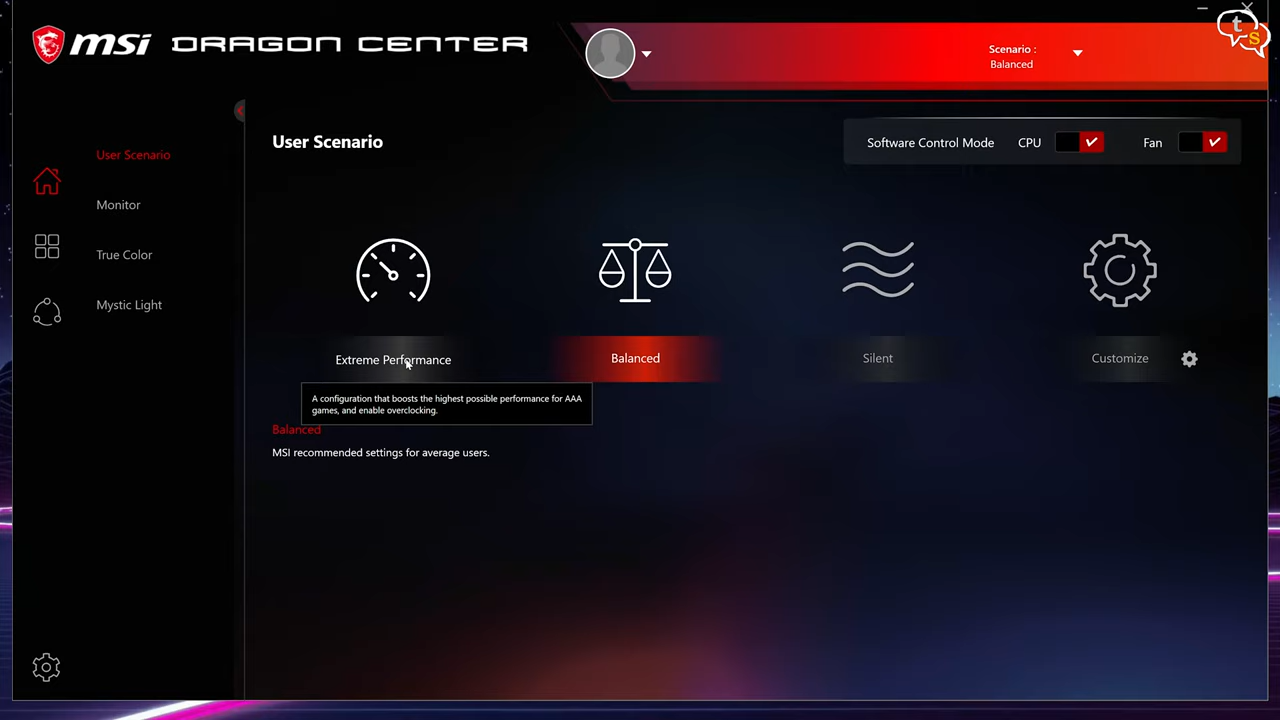 msi DRAGON CENTER
Scenario :
Balanced
ts
User Scenario
Monitor
True Color
Mystic Light
User Scenario
Software Control Mode CPU Fan
Extreme Performance
Balanced
Silent
Customize
A configuration that boosts the highest possible performance for AAA
games, and enable overclocking.
Balanced
MSI recommended settings for average users.